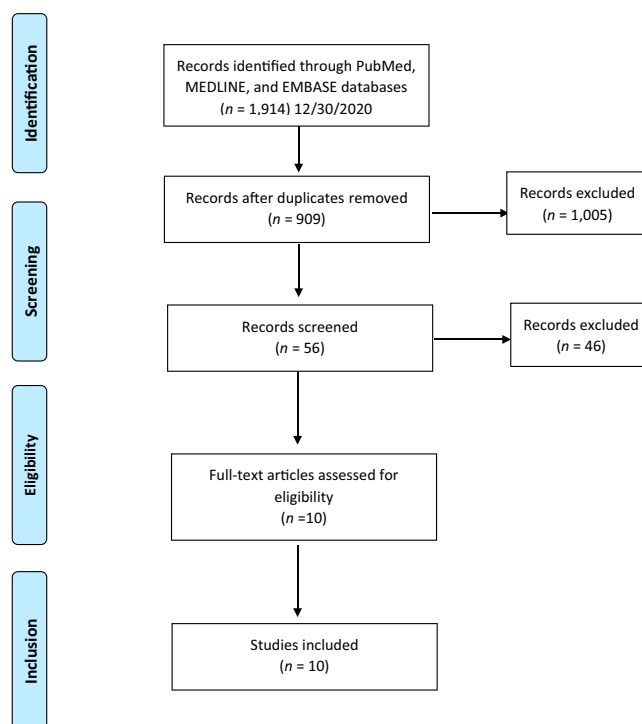 Identification
Records identified through PubMed,
MEDLINE, and EMBASE databases
(n = 1,914) 12/30/2020
Records after duplicates removed
(n = 909)
Records excluded
(n = 1,005)
Screening
Records screened
(n = 56)
Records excluded
(n = 46)
Eligibility
Full-text articles assessed for
eligibility
(n =10)
Inclusion
Studies included
(n = 10)